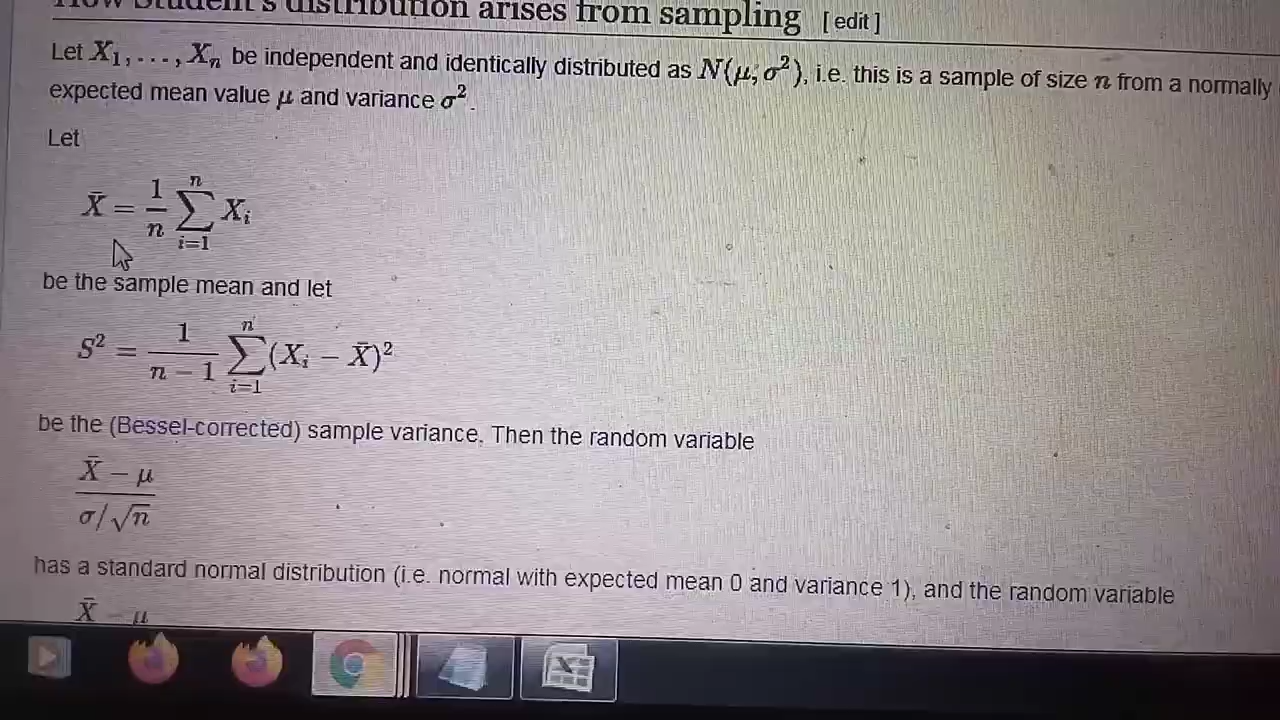 How Student's distribution arises from sampling [ edit ]
Let X₁, . . . , Xₙ be independent and identically distributed as N(μ, σ²), i.e. this is a sample of size n from a normally
expected mean value μ and variance σ².
Let
X̄ = 1/n ∑ᵢ₌₁ⁿ Xᵢ
be the sample mean and let
S² = 1/(n − 1) ∑ᵢ₌₁ⁿ (Xᵢ − X̄)²
be the (Bessel-corrected) sample variance. Then the random variable
(X̄ − μ)/(σ/√n)
has a standard normal distribution (i.e. normal with expected mean 0 and variance 1), and the random variable
X̄ − μ